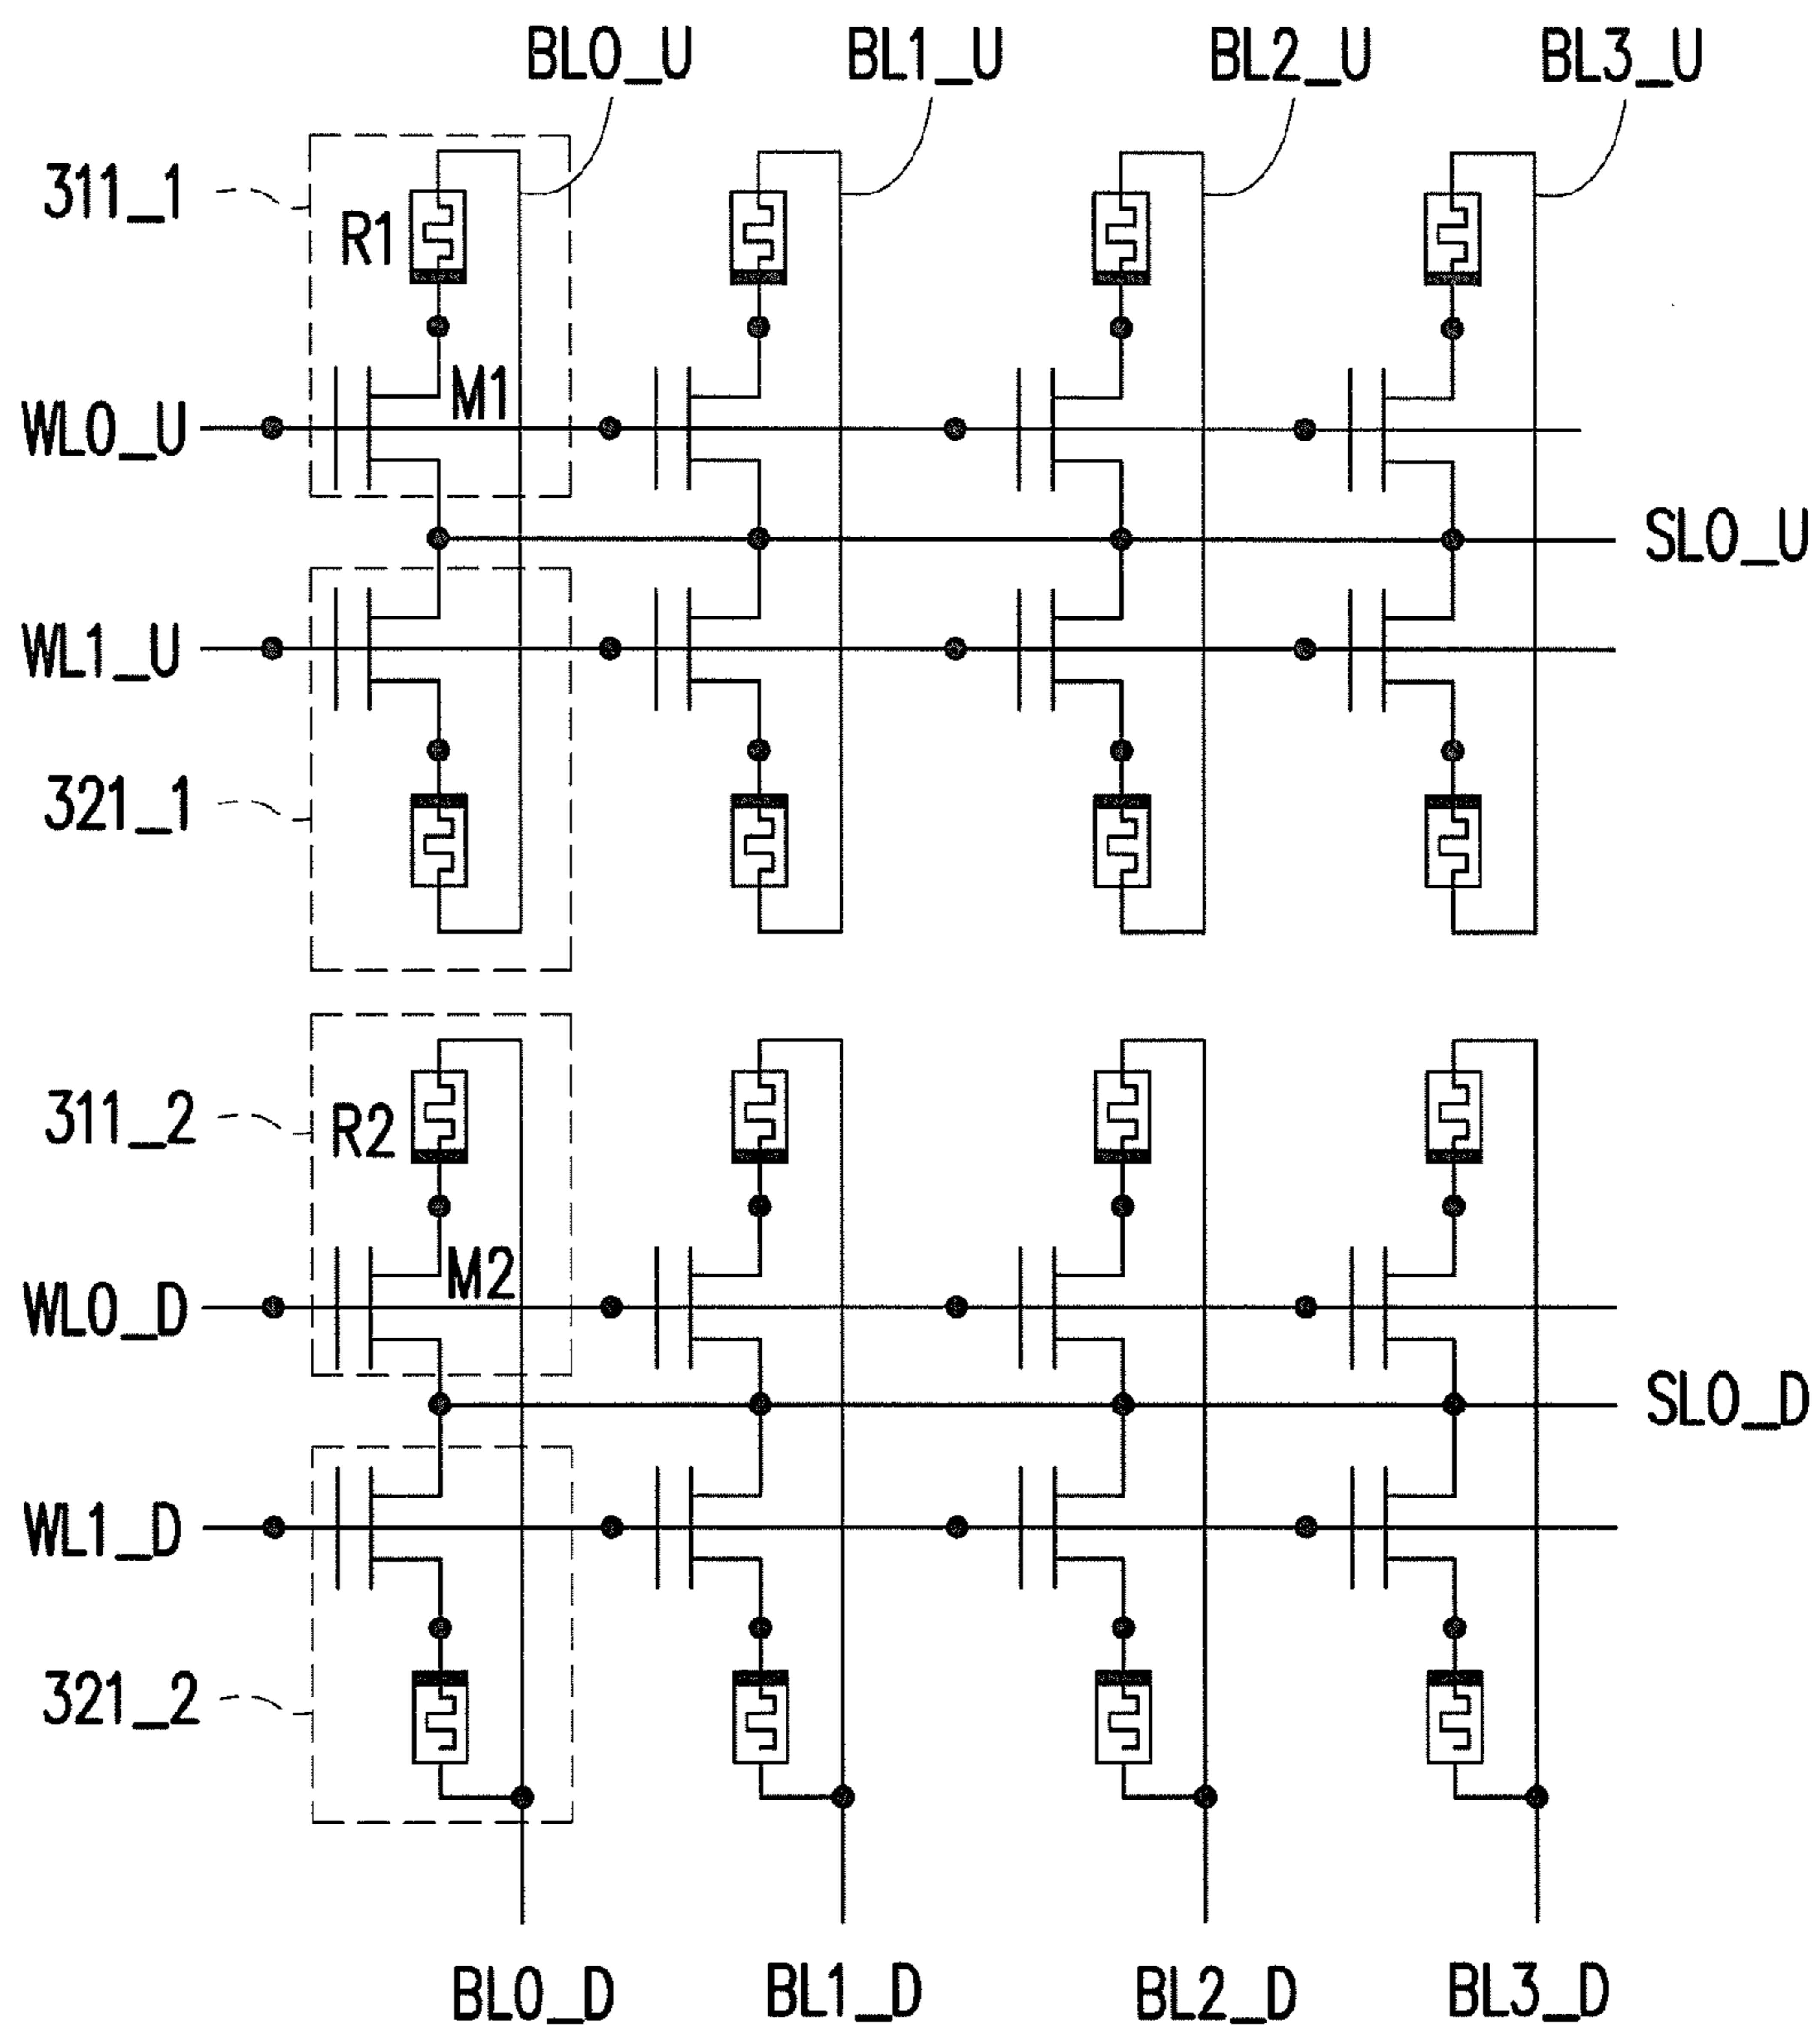 BL0_U BL1_U BL2_U BL3_U
311_1
R1
M1
WL0_U
SL0_U
WL1_U
321_1
311_2
R2
M2
WL0_D
SL0_D
WL1_D
321_2
BL0_D BL1_D BL2_D BL3_D